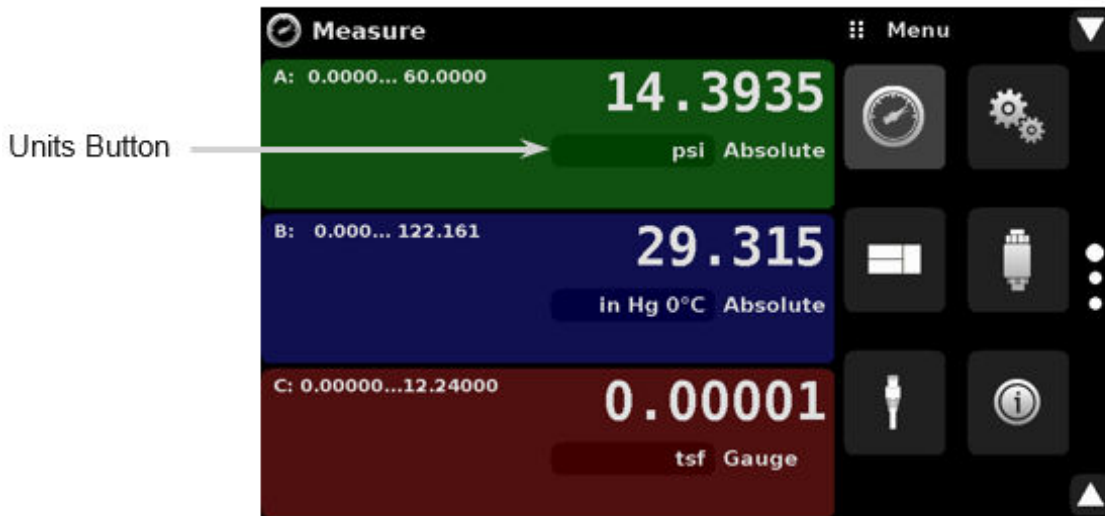 Measure
Menu
A: 0.0000... 60.0000
14.3935
Units Button
psi Absolute
B: 0.000... 122.161
29.315
in Hg 0°C Absolute
C: 0.00000...12.24000
0.00001
tsf Gauge